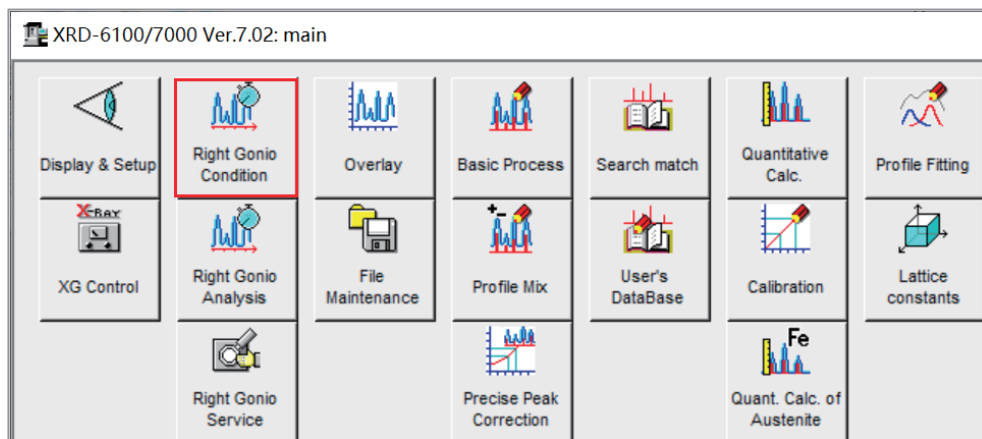 XRD-6100/7000 Ver.7.02: main
Display & Setup
Right Gonio
Condition
Overlay
Basic Process
Search match
Quantitative
Calc.
Profile Fitting
X-RAY
XG Control
Right Gonio
Analysis
File
Maintenance
+-
Profile Mix
User's
DataBase
Calibration
Lattice
constants
Right Gonio
Service
Precise Peak
Correction
Fe
Quant. Calc. of
Austenite